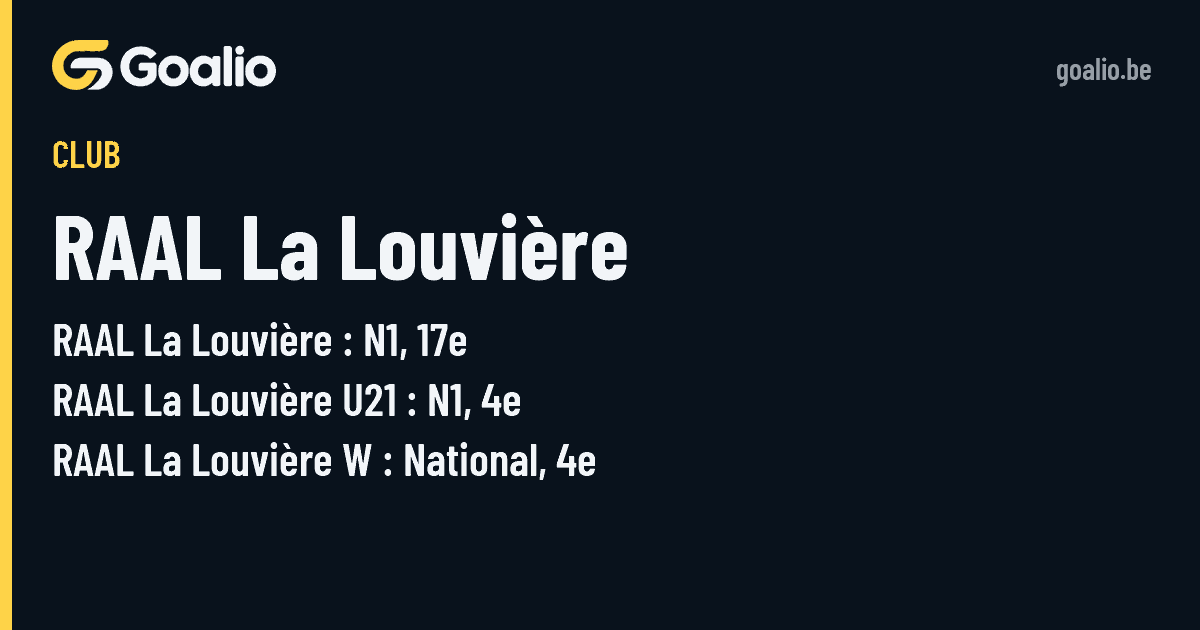 Goalio
goalio.be
CLUB
RAAL La Louvière
RAAL La Louvière : N1, 17e
RAAL La Louvière U21 : N1, 4e
RAAL La Louvière W : National, 4e